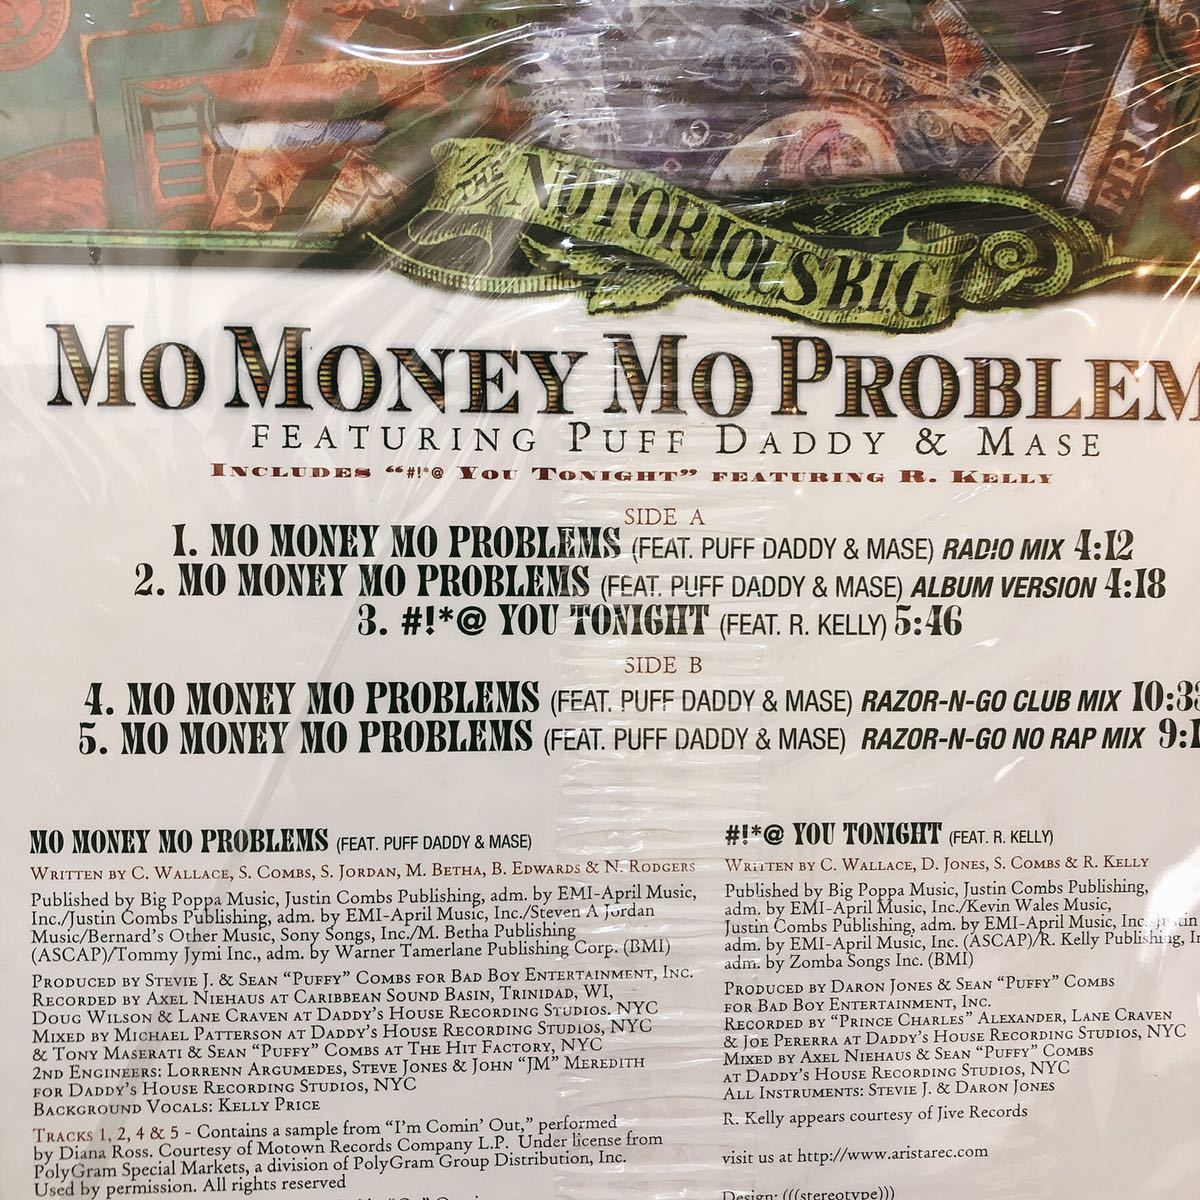 THE NOTORIOUS B.I.G
MO MONEY MO PROBLEM
FEATURING PUFF DADDY & MASE
INCLUDES “#!*@ YOU TONIGHT” FEATURING R. KELLY
SIDE A
1. MO MONEY MO PROBLEMS (FEAT. PUFF DADDY & MASE) RADIO MIX 4:12
2. MO MONEY MO PROBLEMS (FEAT. PUFF DADDY & MASE) ALBUM VERSION 4:18
3. #!*@ YOU TONIGHT (FEAT. R. KELLY) 5:46
SIDE B
4. MO MONEY MO PROBLEMS (FEAT. PUFF DADDY & MASE) RAZOR-N-GO CLUB MIX 10:33
5. MO MONEY MO PROBLEMS (FEAT. PUFF DADDY & MASE) RAZOR-N-GO NO RAP MIX 9:1
MO MONEY MO PROBLEMS (FEAT. PUFF DADDY & MASE)
WRITTEN BY C. WALLACE, S. COMBS, S. JORDAN, M. BETHA, B. EDWARDS & N. RODGERS
Published by Big Poppa Music, Justin Combs Publishing, adm. by EMI-April Music,
Inc./Justin Combs Publishing, adm. by EMI-April Music, Inc./Steven A Jordan
Music/Bernard's Other Music, Sony Songs, Inc./M. Betha Publishing
(ASCAP)/Tommy Jymi Inc., adm. by Warner Tamerlane Publishing Corp. (BMI)
PRODUCED BY STEVIE J. & SEAN “PUFFY” COMBS FOR BAD BOY ENTERTAINMENT, INC.
RECORDED BY AXEL NIEHAUS AT CARIBBEAN SOUND BASIN, TRINIDAD, WI,
DOUG WILSON & LANE CRAVEN AT DADDY'S HOUSE RECORDING STUDIOS, NYC
MIXED BY MICHAEL PATTERSON AT DADDY'S HOUSE RECORDING STUDIOS, NYC
& TONY MASERATI & SEAN “PUFFY” COMBS AT THE HIT FACTORY, NYC
2ND ENGINEERS: LORRENN ARGUMEDES, STEVE JONES & JOHN “JM” MEREDITH
FOR DADDY'S HOUSE RECORDING STUDIOS, NYC
BACKGROUND VOCALS: KELLY PRICE
TRACKS 1, 2, 4 & 5 - Contains a sample from “I'm Comin' Out,” performed
by Diana Ross. Courtesy of Motown Records Company L.P. Under license from
PolyGram Special Markets, a division of PolyGram Group Distribution, Inc.
Used by permission. All rights reserved
#!*@ YOU TONIGHT (FEAT. R. KELLY)
WRITTEN BY C. WALLACE, D. JONES, S. COMBS & R. KELLY
Published by Big Poppa Music, Justin Combs Publishing,
adm. by EMI-April Music, Inc./Kevin Wales Music,
Justin Combs Publishing, adm. by EMI-April Music, Inc. Justin
adm. by EMI-April Music, Inc. (ASCAP)/R. Kelly Publishing,
adm. by Zomba Songs Inc. (BMI)
PRODUCED BY DARON JONES & SEAN “PUFFY” COMBS
FOR BAD BOY ENTERTAINMENT, INC.
RECORDED BY “PRINCE CHARLES” ALEXANDER, LANE CRAVEN
& JOE PERERRA AT DADDY'S HOUSE RECORDING STUDIOS, NYC
MIXED BY AXEL NIEHAUS & SEAN “PUFFY” COMBS
AT DADDY'S HOUSE RECORDING STUDIOS, NYC
ALL INSTRUMENTS: STEVIE J. & DARON JONES
R. Kelly appears courtesy of Jive Records
visit us at http://www.aristarec.com
Design: (((stereotype)))